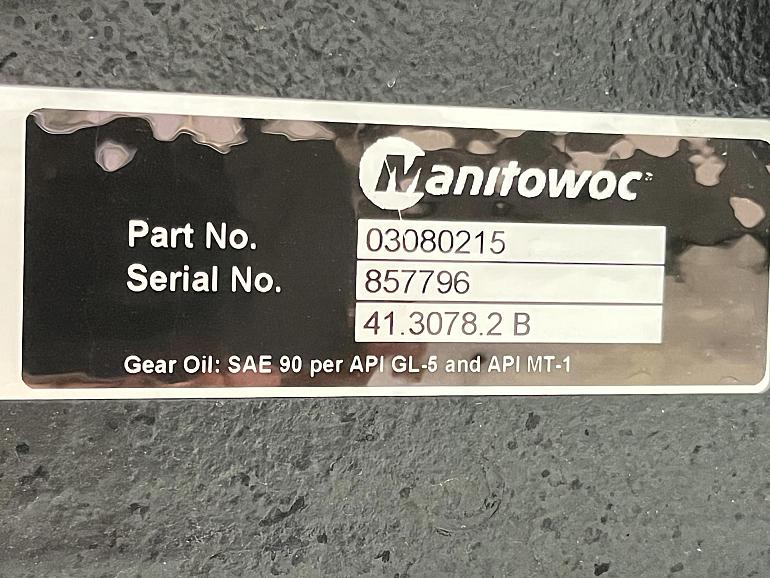 Manitowoc
Part No. 03080215
Serial No. 857796
41.3078.2 B
Gear Oil: SAE 90 per API GL-5 and API MT-1